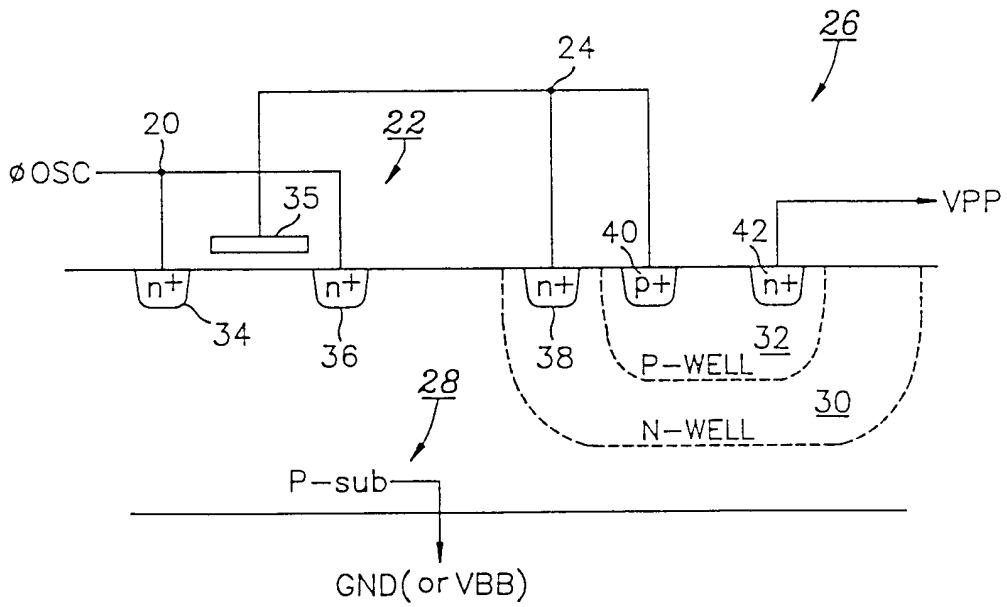 26
24
22
20
øOSC
35
VPP
40
42
n+
n+
n+
p+
n+
34
36
38
32
P-WELL
30
N-WELL
28
P-sub
GND(or VBB)